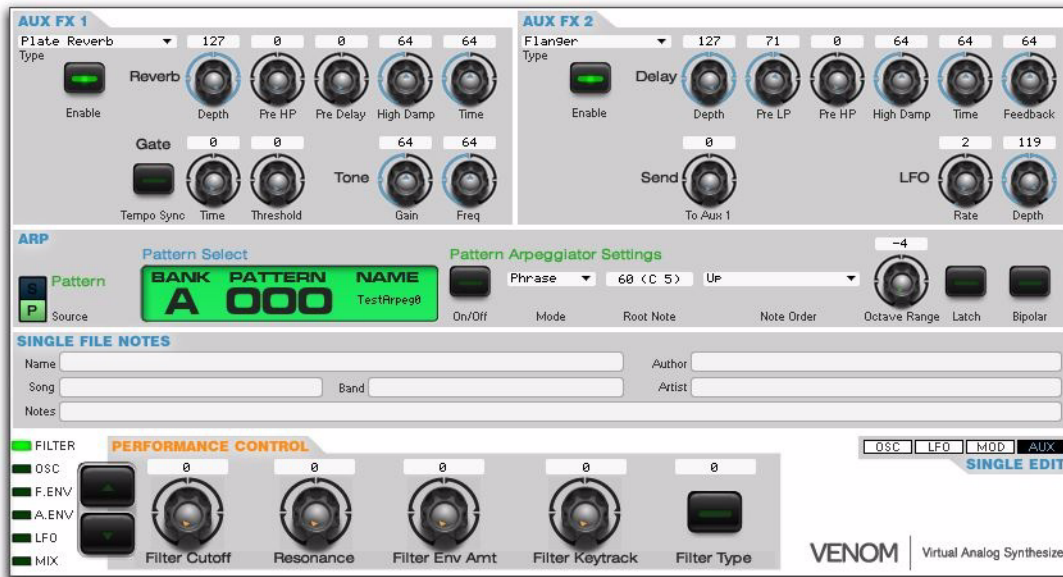 AUX FX 1
Plate Reverb 127 0 0 64 64
Type
Reverb
Enable Depth Pre HP Pre Delay High Damp Time
Gate 0 0 Tone 64 64
Tempo Sync Time Threshold Gain Freq
AUX FX 2
Flanger 127 71 0 64 64 64
Type
Delay
Enable Depth Pre LP Pre HP High Damp Time Feedback
Send 0 LFO 2 119
To Aux 1 Rate Depth
ARP
Pattern Select
Pattern Arpeggiator Settings
-4
S
P
Pattern
Source
BANK PATTERN NAME
A 000 TestArpeg0
Phrase 60 (C 5) Up
On/Off Mode Root Note Note Order Octave Range Latch Bipolar
SINGLE FILE NOTES
Name Author
Song Band Artist
Notes
FILTER
OSC
F.ENV
A.ENV
LFO
MIX
PERFORMANCE CONTROL
0 0 0 0 0
Filter Cutoff Resonance Filter Env Amt Filter Keytrack Filter Type
OSC LFO MOD AUX
SINGLE EDIT
VENOM Virtual Analog Synthesize